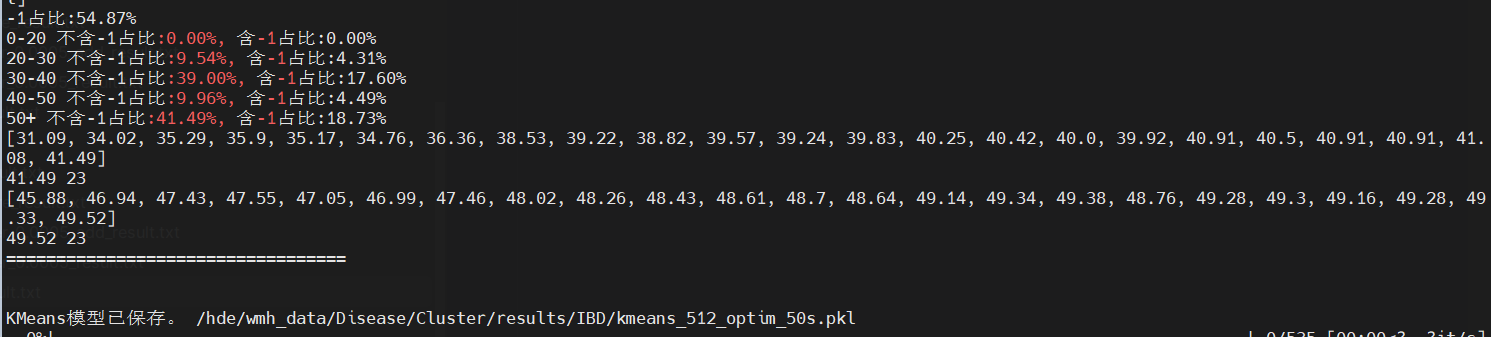 -1占比:54.87%
0-20 不含-1占比:0.00%, 含-1占比:0.00%
20-30 不含-1占比:9.54%, 含-1占比:4.31%
30-40 不含-1占比:39.00%, 含-1占比:17.60%
40-50 不含-1占比:9.96%, 含-1占比:4.49%
50+ 不含-1占比:41.49%, 含-1占比:18.73%
[31.09, 34.02, 35.29, 35.9, 35.17, 34.76, 36.36, 38.53, 39.22, 38.82, 39.57, 39.24, 39.83, 40.25, 40.42, 40.0, 39.92, 40.91, 40.5, 40.91, 40.91, 41.
08, 41.49]
41.49 23
[45.88, 46.94, 47.43, 47.55, 47.05, 46.99, 47.46, 48.02, 48.26, 48.43, 48.61, 48.7, 48.64, 49.14, 49.34, 49.38, 48.76, 49.28, 49.3, 49.16, 49.28, 49
.33, 49.52]
49.52 23
==================================
KMeans模型已保存。 /hde/wmh_data/Disease/Cluster/results/IBD/kmeans_512_optim_50s.pkl